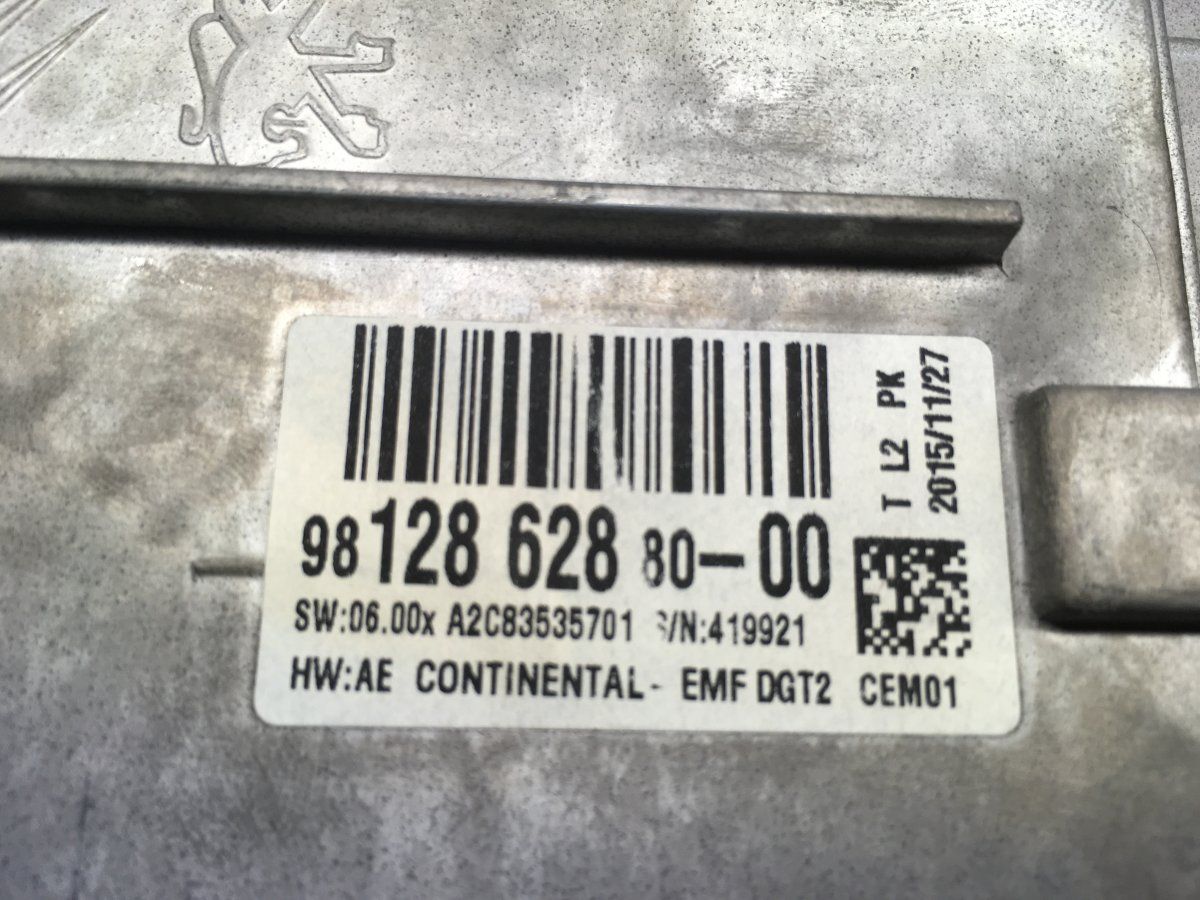 98 128 628 80-00
SW:06.00x A2C83535701 S/N:419921
HW:AE CONTINENTAL- EMF DGT2 CEM01
T L2 PK
2015/11/27